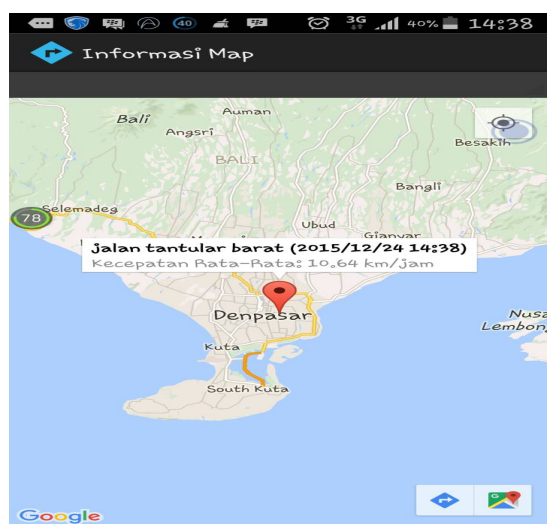 40 3G 40% 14:38
Informasi Map
Bali
Auman
Angsri
Besakih
BALI
Bangli
Selemadeg
78
Ubud
Gianyar
jalan tantular barat (2015/12/24 14:38)
Kecepatan Rata-Rata: 10,64 km/jam
Denpasar
Nusa
Lembon
Kuta
South Kuta
Google